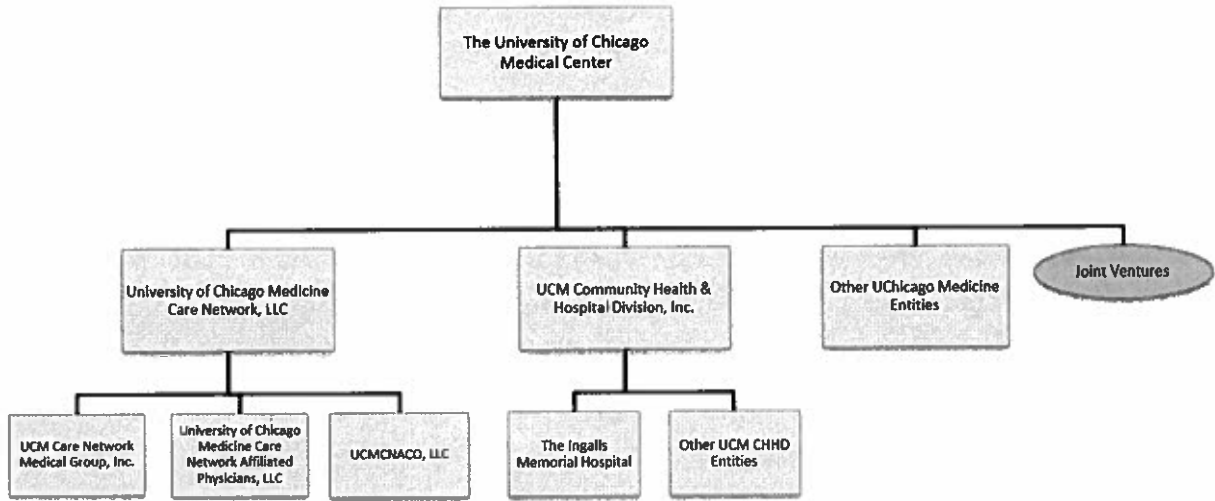 The University of Chicago
Medical Center
University of Chicago Medicine
Care Network, LLC
UCM Community Health &
Hospital Division, Inc.
Other UChicago Medicine
Entities
Joint Ventures
UCM Care Network
Medical Group, Inc.
University of Chicago
Medicine Care
Network Affiliated
Physicians, LLC
UCMCNACO, LLC
The Ingalls
Memorial Hospital
Other UCM CHHD
Entities